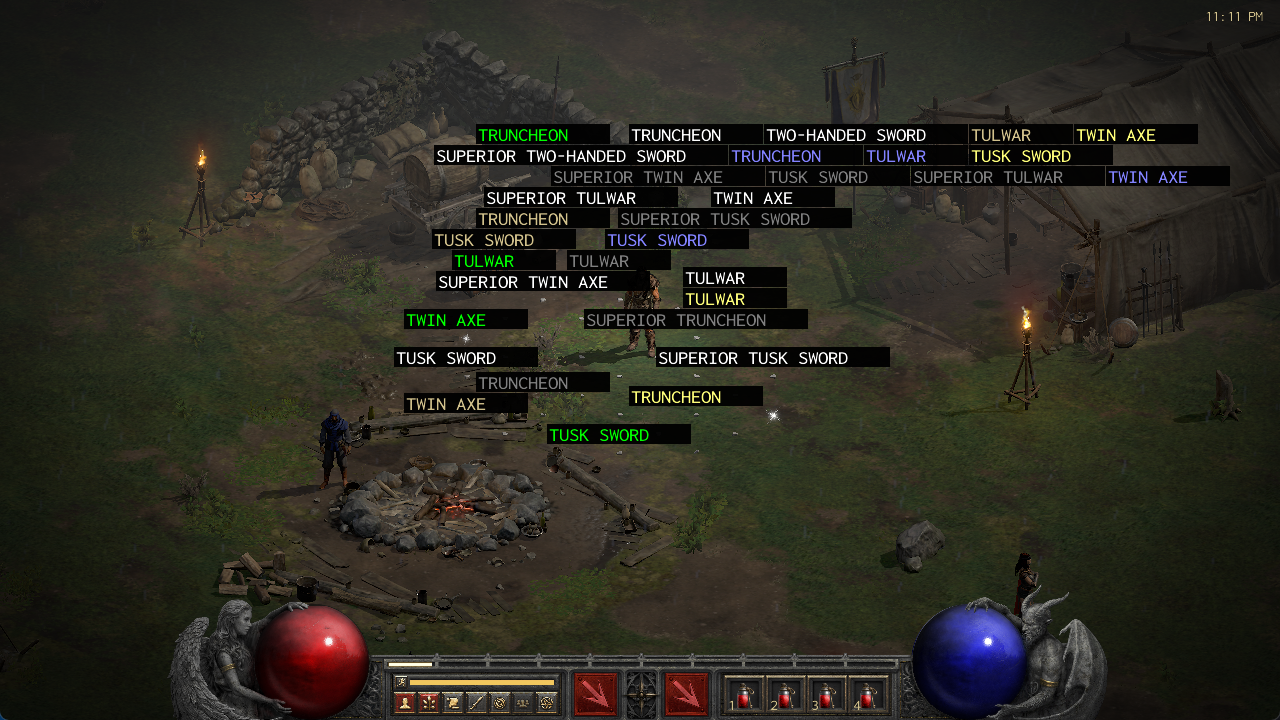 11:11 PM
TRUNCHEON TRUNCHEON TWO-HANDED SWORD TULWAR TWIN AXE
SUPERIOR TWO-HANDED SWORD TRUNCHEON TULWAR TUSK SWORD
SUPERIOR TWIN AXE TUSK SWORD SUPERIOR TULWAR TWIN AXE
SUPERIOR TULWAR TWIN AXE
TRUNCHEON SUPERIOR TUSK SWORD
TUSK SWORD TUSK SWORD
TULWAR TULWAR
SUPERIOR TWIN AXE TULWAR
TULWAR
TWIN AXE SUPERIOR TRUNCHEON
TUSK SWORD SUPERIOR TUSK SWORD
TRUNCHEON
TWIN AXE TRUNCHEON
TUSK SWORD
1 2 3 4